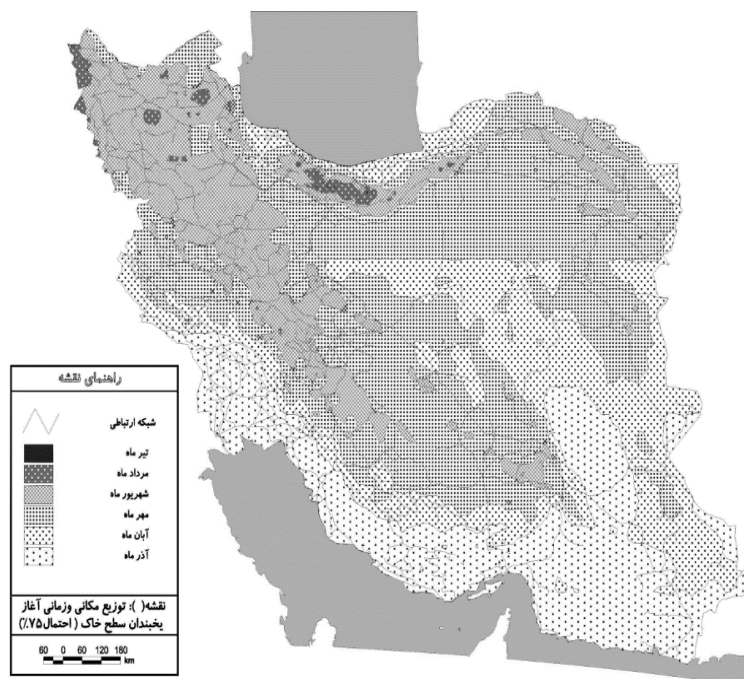 راهنمای نقشه
شبکه ارتباطی
تیر ماه
مرداد ماه
شهریور ماه
مهر ماه
آبان ماه
آذر ماه
نقشه( ): توزیع مکانی وزمانی آغاز
یخبندان سطح خاک ( احتمال۷۵٪)
60 0 60 120 180
km